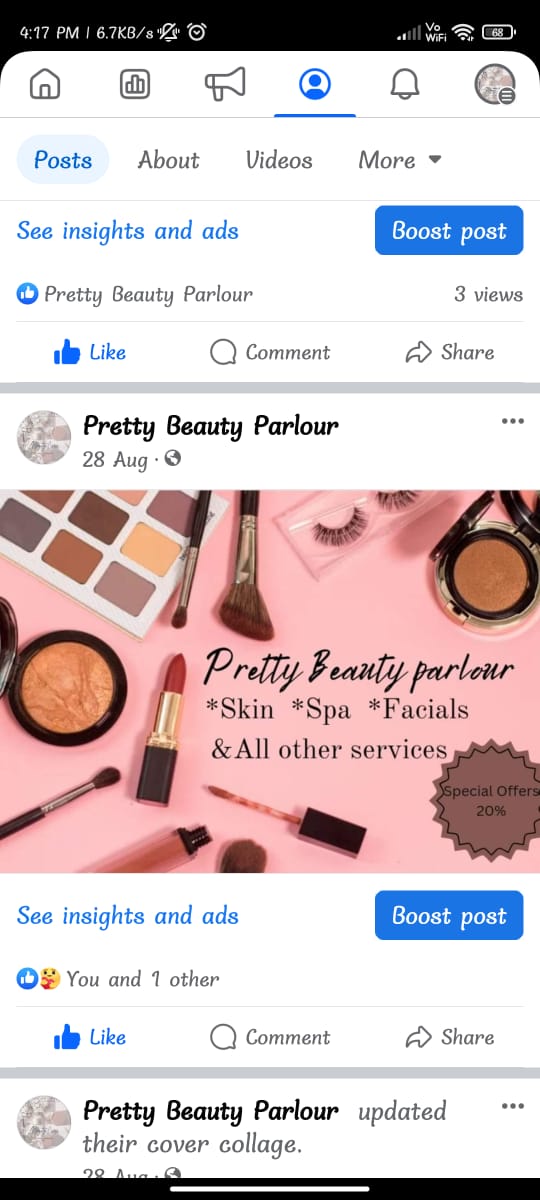 4:17 PM | 6.7KB/s
Vo
WiFi
68
Posts
About
Videos
More
See insights and ads
Boost post
Pretty Beauty Parlour
3 views
Like
Comment
Share
Pretty Beauty Parlour
28 Aug ·
Pretty Beauty parlour
*Skin *Spa *Facials
&All other services
Special Offers
20%
See insights and ads
Boost post
You and 1 other
Like
Comment
Share
Pretty Beauty Parlour updated
their cover collage.
28 Aug ·